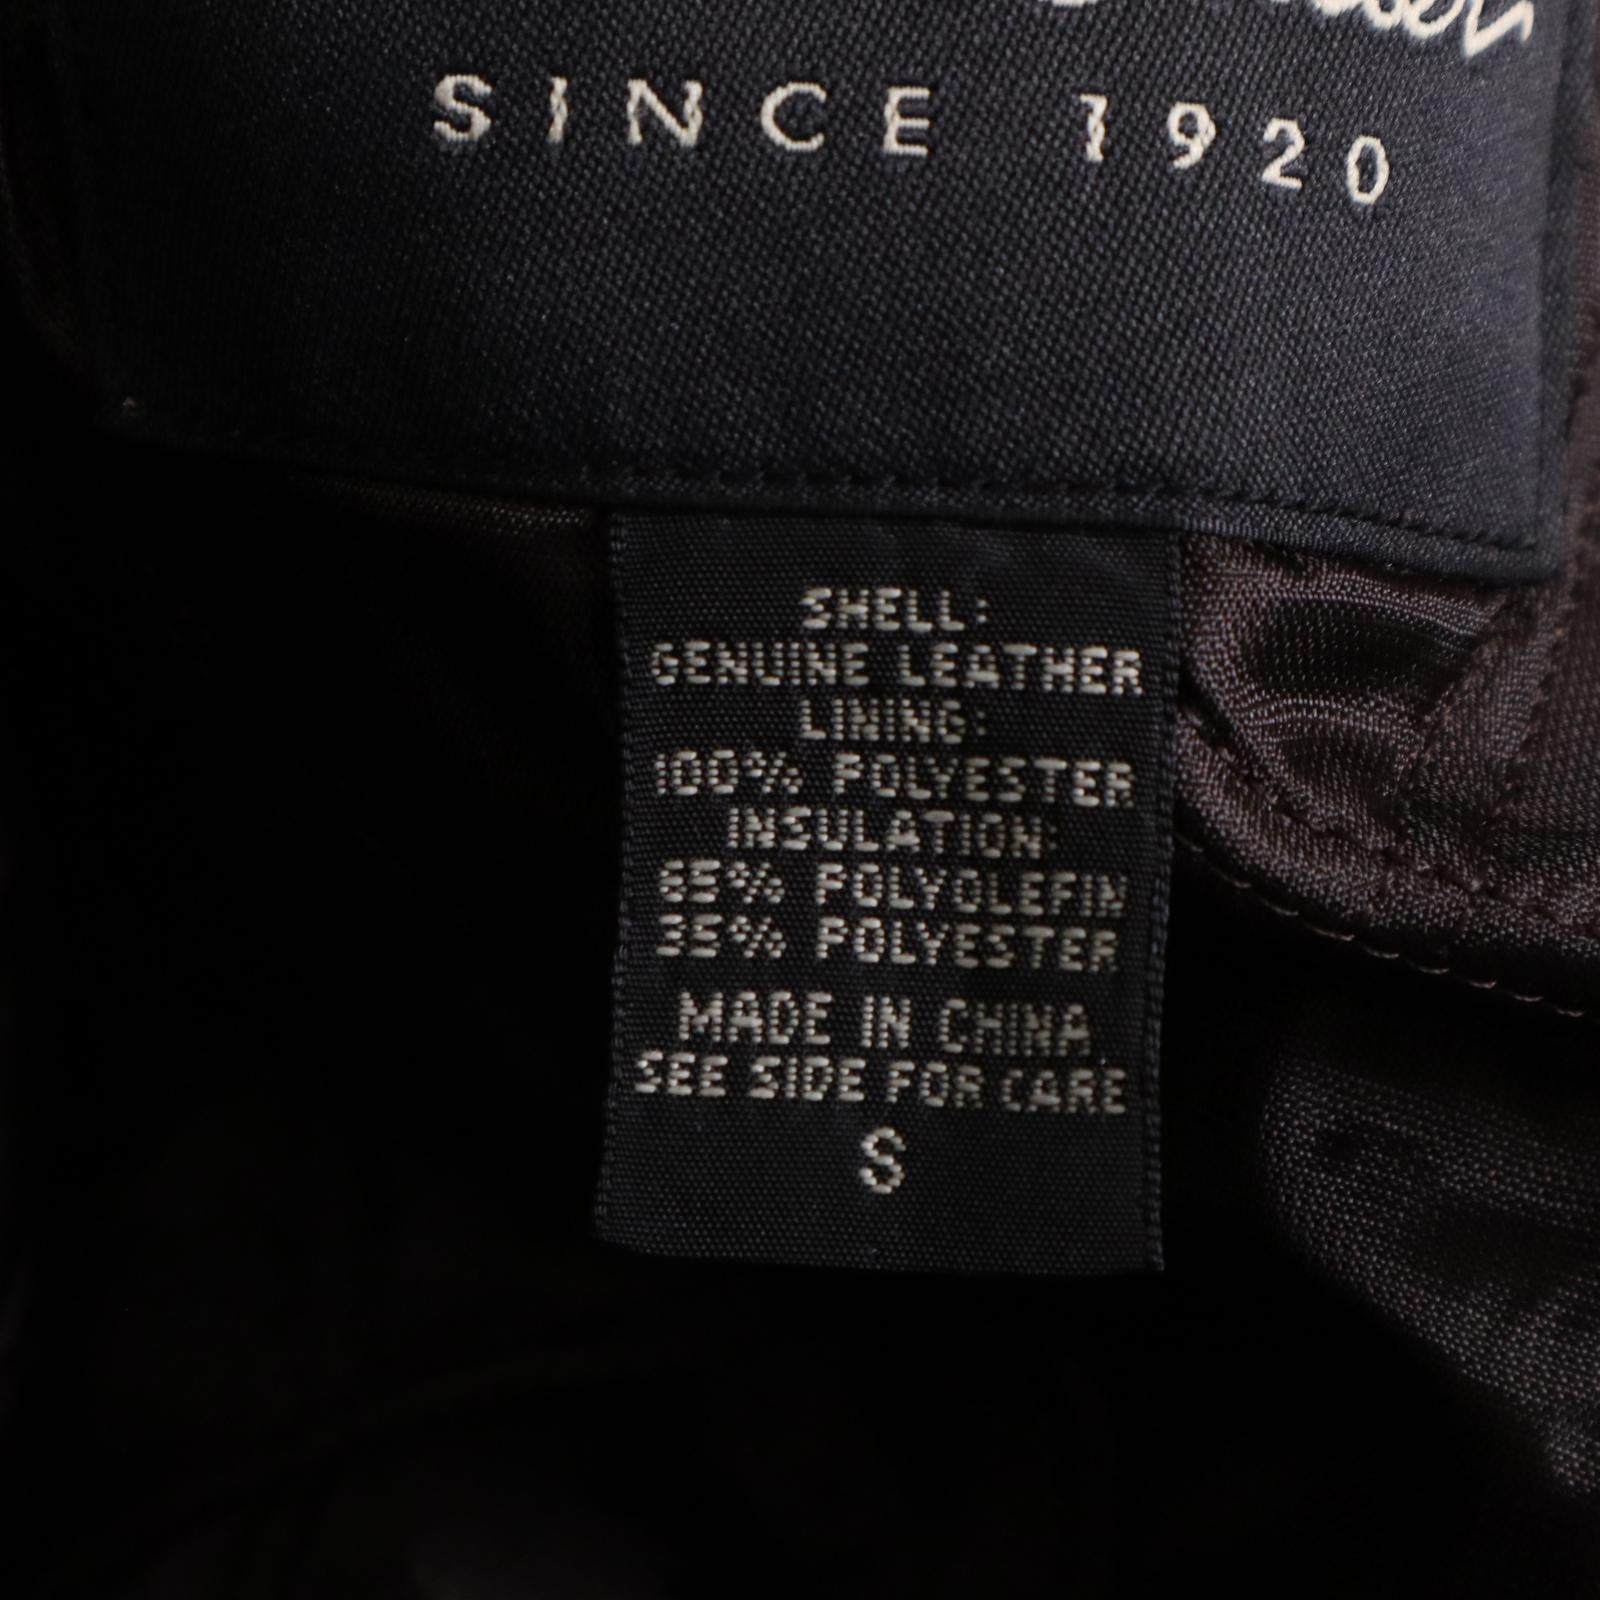 SINCE 1920
SHELL:
GENUINE LEATHER
LINING:
100% POLYESTER
INSULATION:
65% POLYOLEFIN
35% POLYESTER
MADE IN CHINA
SEE SIDE FOR CARE
S